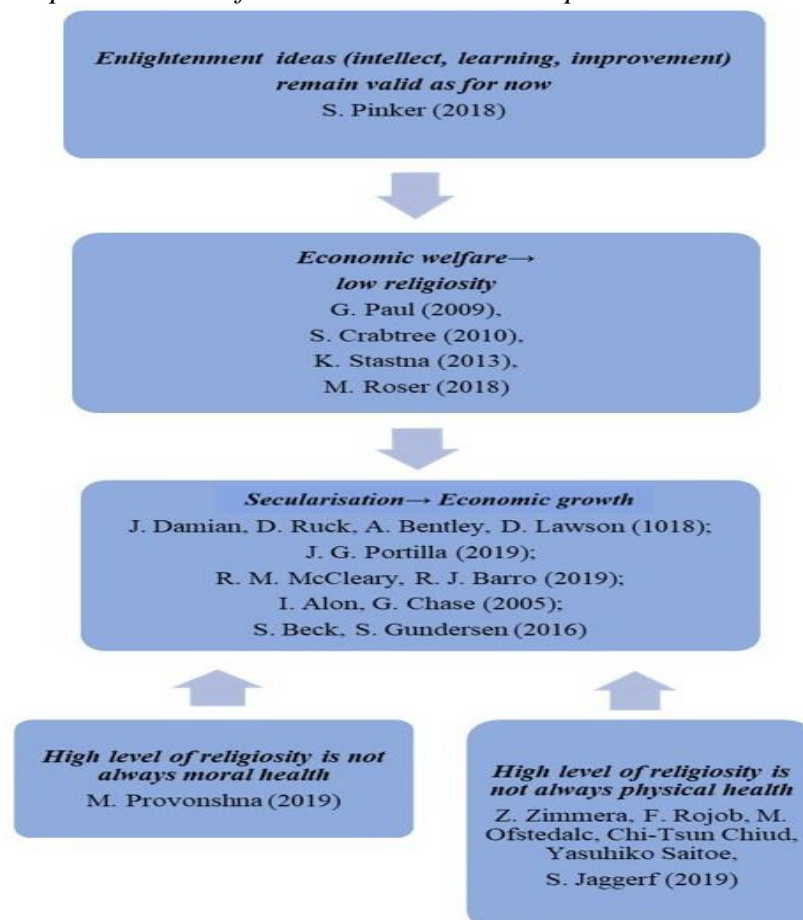 Enlightenment ideas (intellect, learning, improvement)
remain valid as for now
S. Pinker (2018)
Economic welfare→
low religiosity
G. Paul (2009),
S. Crabtree (2010),
K. Stastna (2013),
M. Roser (2018)
Secularisation→ Economic growth
J. Damian, D. Ruck, A. Bentley, D. Lawson (1018);
J. G. Portilla (2019);
R. M. McCleary, R. J. Barro (2019);
I. Alon, G. Chase (2005);
S. Beck, S. Gundersen (2016)
High level of religiosity is not
always moral health
M. Provonshna (2019)
High level of religiosity is
not always physical health
Z. Zimmera, F. Rojob, M.
Ofstedalc, Chi-Tsun Chiud,
Yasuhiko Saitoe,
S. Jaggerf (2019)